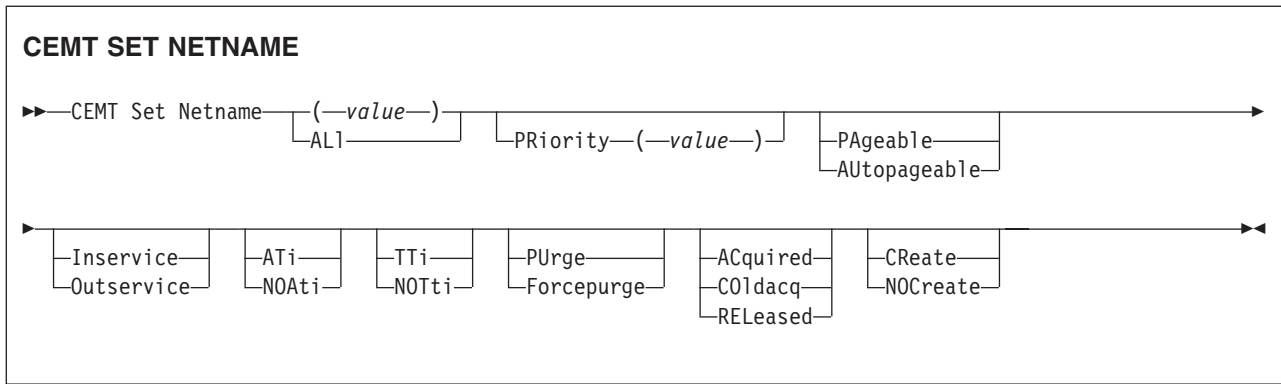 CEMT SET NETNAME
CEMT Set Netname ( value ) PRiority ( value ) PAgeable
ALl AUtopageable
Inservice ATi TTi PUrge ACquired CReate
Outservice NOAti NOTti Forcepurge COldacq NOCreate
RELeased